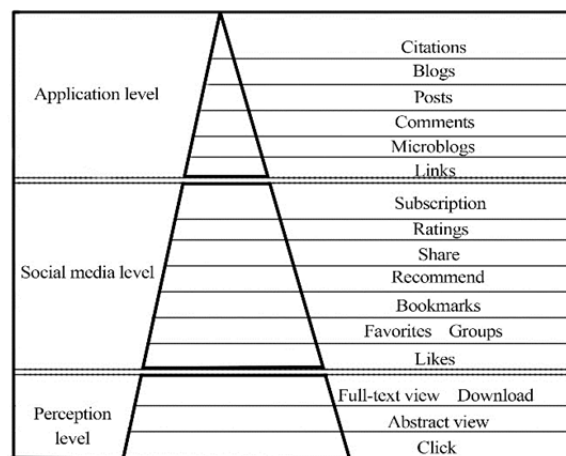 Citations
Blogs
Application level
Posts
Comments
Microblogs
Links
Subscription
Ratings
Share
Social media level
Recommend
Bookmarks
Favorites Groups
Likes
Full-text view Download
Perception
level
Abstract view
Click